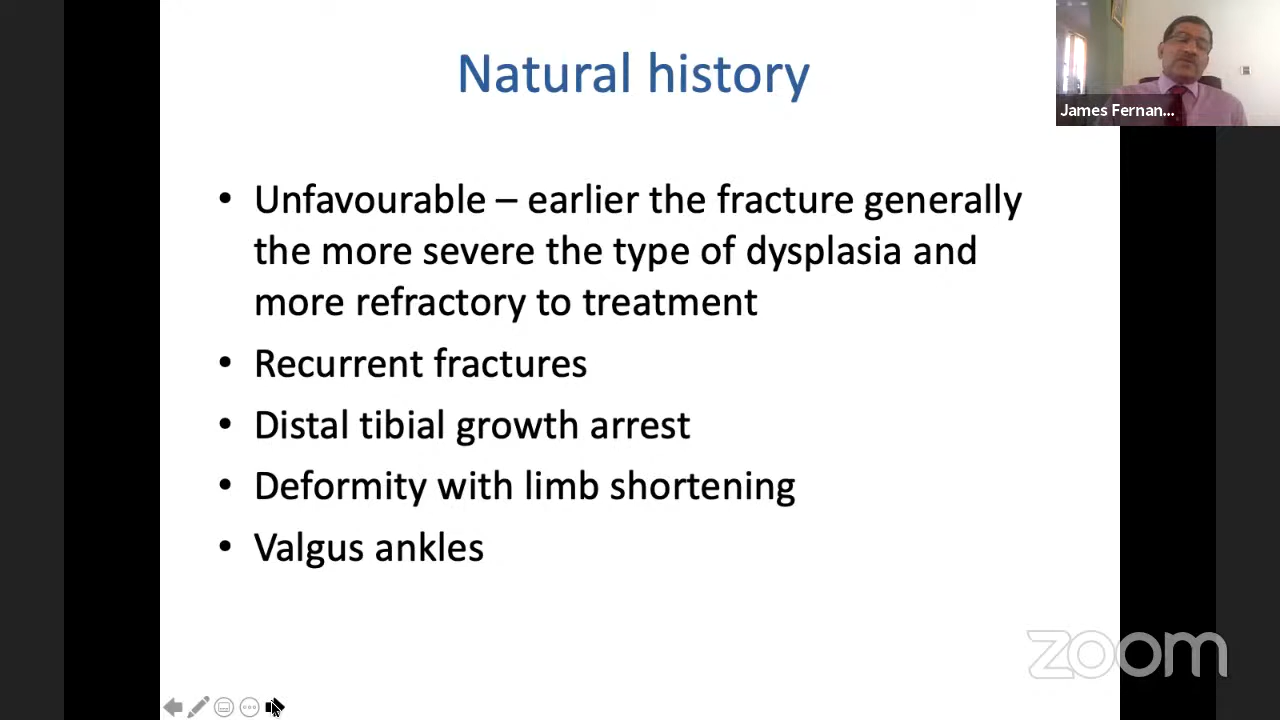 Natural history
James Fernan...
• Unfavourable – earlier the fracture generally
the more severe the type of dysplasia and
more refractory to treatment
• Recurrent fractures
• Distal tibial growth arrest
• Deformity with limb shortening
• Valgus ankles
zoom